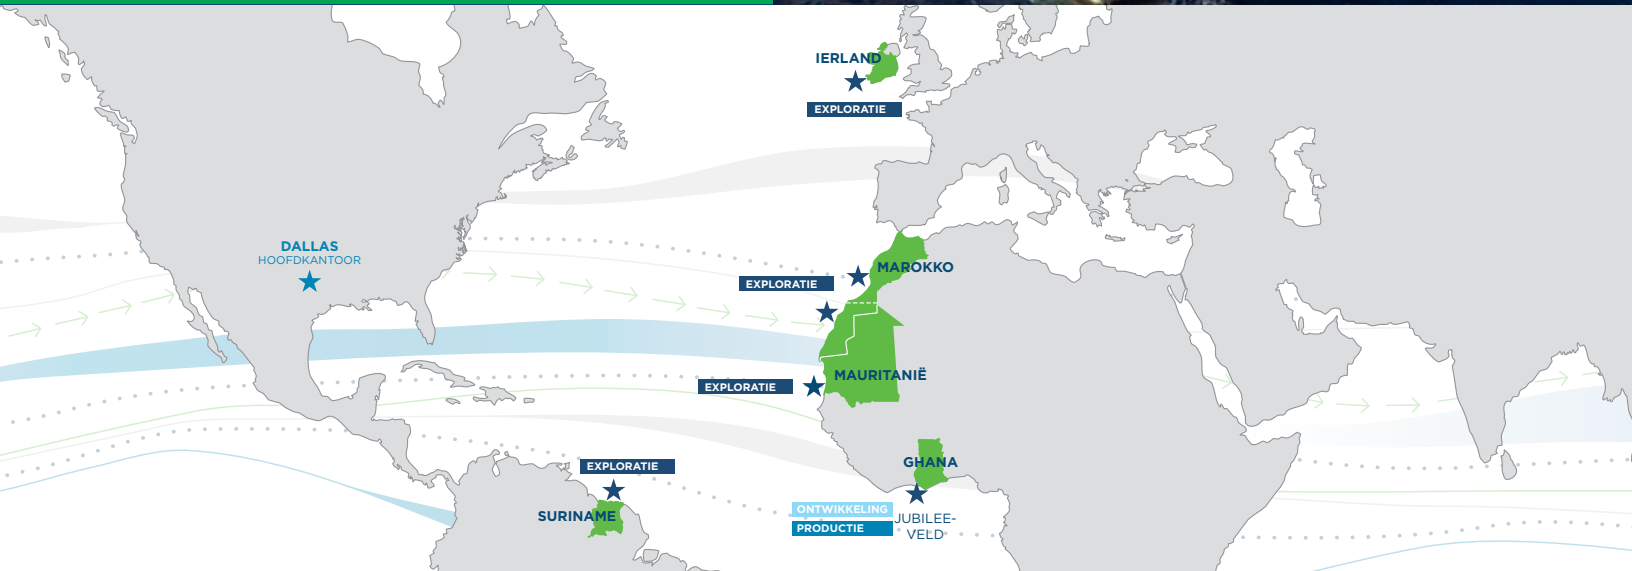 IERLAND
EXPLORATIE
DALLAS
HOOFDKANTOOR
MAROKKO
EXPLORATIE
MAURITANIË
EXPLORATIE
GHANA
EXPLORATIE
SURINAME
ONTWIKKELING
PRODUCTIE
JUBILEE-
VELD